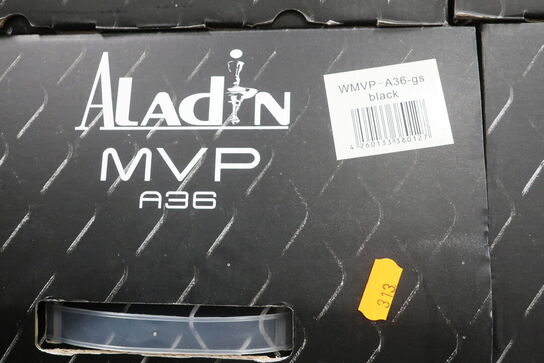 ALADIN
MVP
A36
WMVP-A36-gs
black
4 260133 380127
313